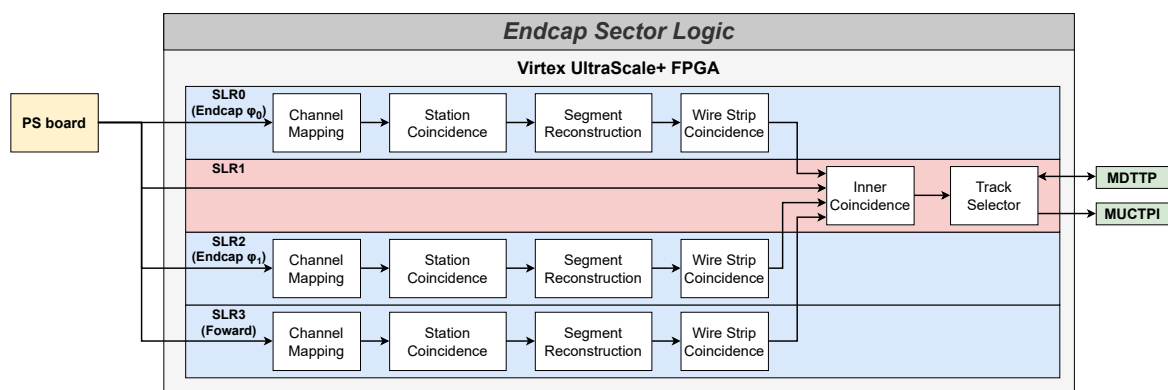 Endcap Sector Logic
Virtex UltraScale+ FPGA
PS board
SLR0
(Endcap φ0)
Channel
Mapping
Station
Coincidence
Segment
Reconstruction
Wire Strip
Coincidence
SLR1
Inner
Coincidence
Track
Selector
MDTTP
MUCTPI
SLR2
(Endcap φ1)
Channel
Mapping
Station
Coincidence
Segment
Reconstruction
Wire Strip
Coincidence
SLR3
(Foward)
Channel
Mapping
Station
Coincidence
Segment
Reconstruction
Wire Strip
Coincidence